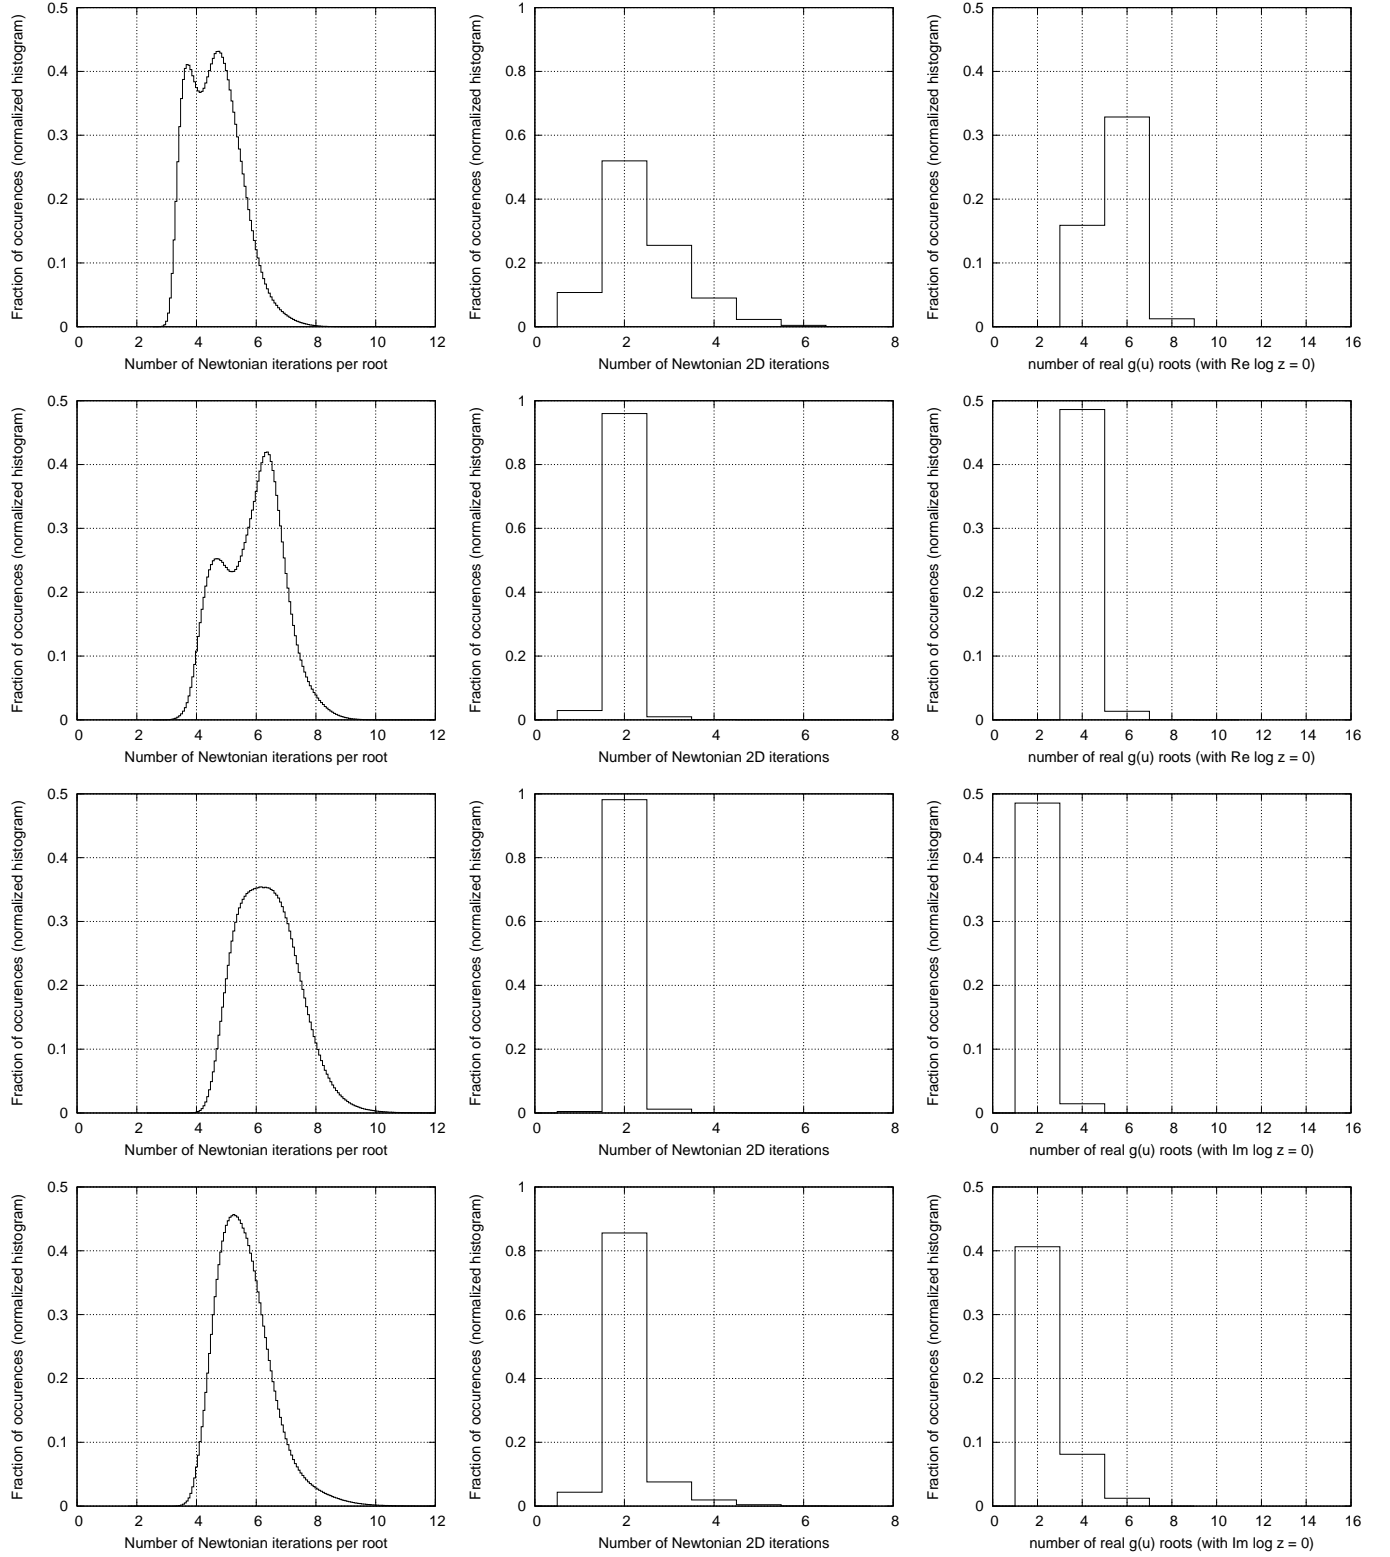 0.5
0.4
0.3
0.2
0.1
0
0 2 4 6 8 10 12
Fraction of occurences (normalized histogram)
Number of Newtonian iterations per root
1
0.8
0.6
0.4
0.2
0
0 2 4 6 8
Fraction of occurences (normalized histogram)
Number of Newtonian 2D iterations
0.5
0.4
0.3
0.2
0.1
0
0 2 4 6 8 10 12 14 16
Fraction of occurences (normalized histogram)
number of real g(u) roots (with Re log z = 0)
0.5
0.4
0.3
0.2
0.1
0
0 2 4 6 8 10 12
Fraction of occurences (normalized histogram)
Number of Newtonian iterations per root
1
0.8
0.6
0.4
0.2
0
0 2 4 6 8
Fraction of occurences (normalized histogram)
Number of Newtonian 2D iterations
0.5
0.4
0.3
0.2
0.1
0
0 2 4 6 8 10 12 14 16
Fraction of occurences (normalized histogram)
number of real g(u) roots (with Re log z = 0)
0.5
0.4
0.3
0.2
0.1
0
0 2 4 6 8 10 12
Fraction of occurences (normalized histogram)
Number of Newtonian iterations per root
1
0.8
0.6
0.4
0.2
0
0 2 4 6 8
Fraction of occurences (normalized histogram)
Number of Newtonian 2D iterations
0.5
0.4
0.3
0.2
0.1
0
0 2 4 6 8 10 12 14 16
Fraction of occurences (normalized histogram)
number of real g(u) roots (with Im log z = 0)
0.5
0.4
0.3
0.2
0.1
0
0 2 4 6 8 10 12
Fraction of occurences (normalized histogram)
Number of Newtonian iterations per root
1
0.8
0.6
0.4
0.2
0
0 2 4 6 8
Fraction of occurences (normalized histogram)
Number of Newtonian 2D iterations
0.5
0.4
0.3
0.2
0.1
0
0 2 4 6 8 10 12 14 16
Fraction of occurences (normalized histogram)
number of real g(u) roots (with Im log z = 0)